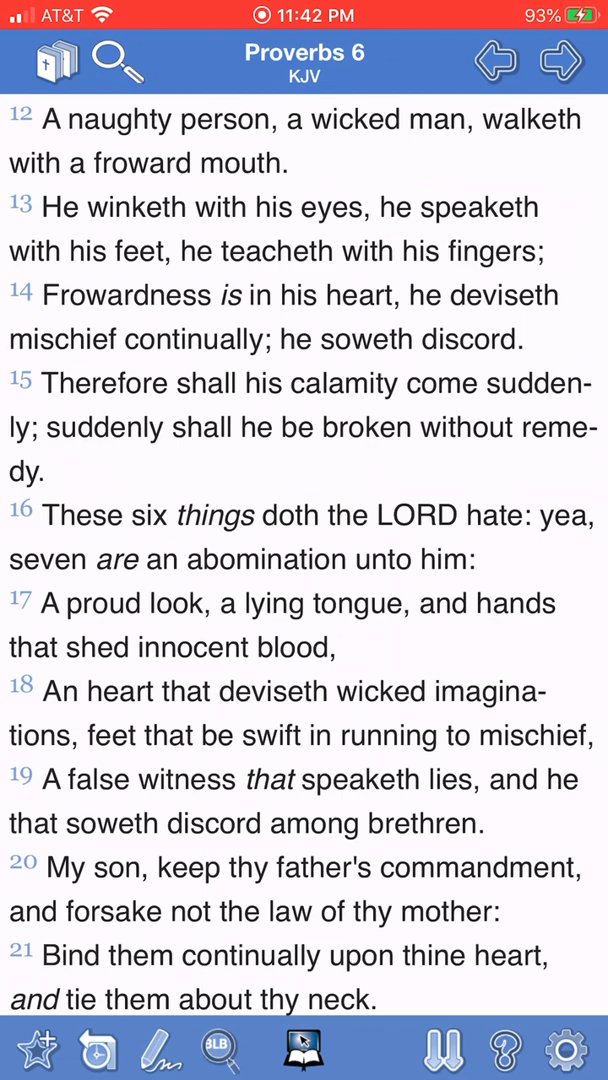 AT&T 11:42 PM 93%
Proverbs 6
KJV
12 A naughty person, a wicked man, walketh
with a froward mouth.
13 He winketh with his eyes, he speaketh
with his feet, he teacheth with his fingers;
14 Frowardness is in his heart, he deviseth
mischief continually; he soweth discord.
15 Therefore shall his calamity come sudden-
ly; suddenly shall he be broken without reme-
dy.
16 These six things doth the LORD hate: yea,
seven are an abomination unto him:
17 A proud look, a lying tongue, and hands
that shed innocent blood,
18 An heart that deviseth wicked imagina-
tions, feet that be swift in running to mischief,
19 A false witness that speaketh lies, and he
that soweth discord among brethren.
20 My son, keep thy father's commandment,
and forsake not the law of thy mother:
21 Bind them continually upon thine heart,
and tie them about thy neck.
BLB